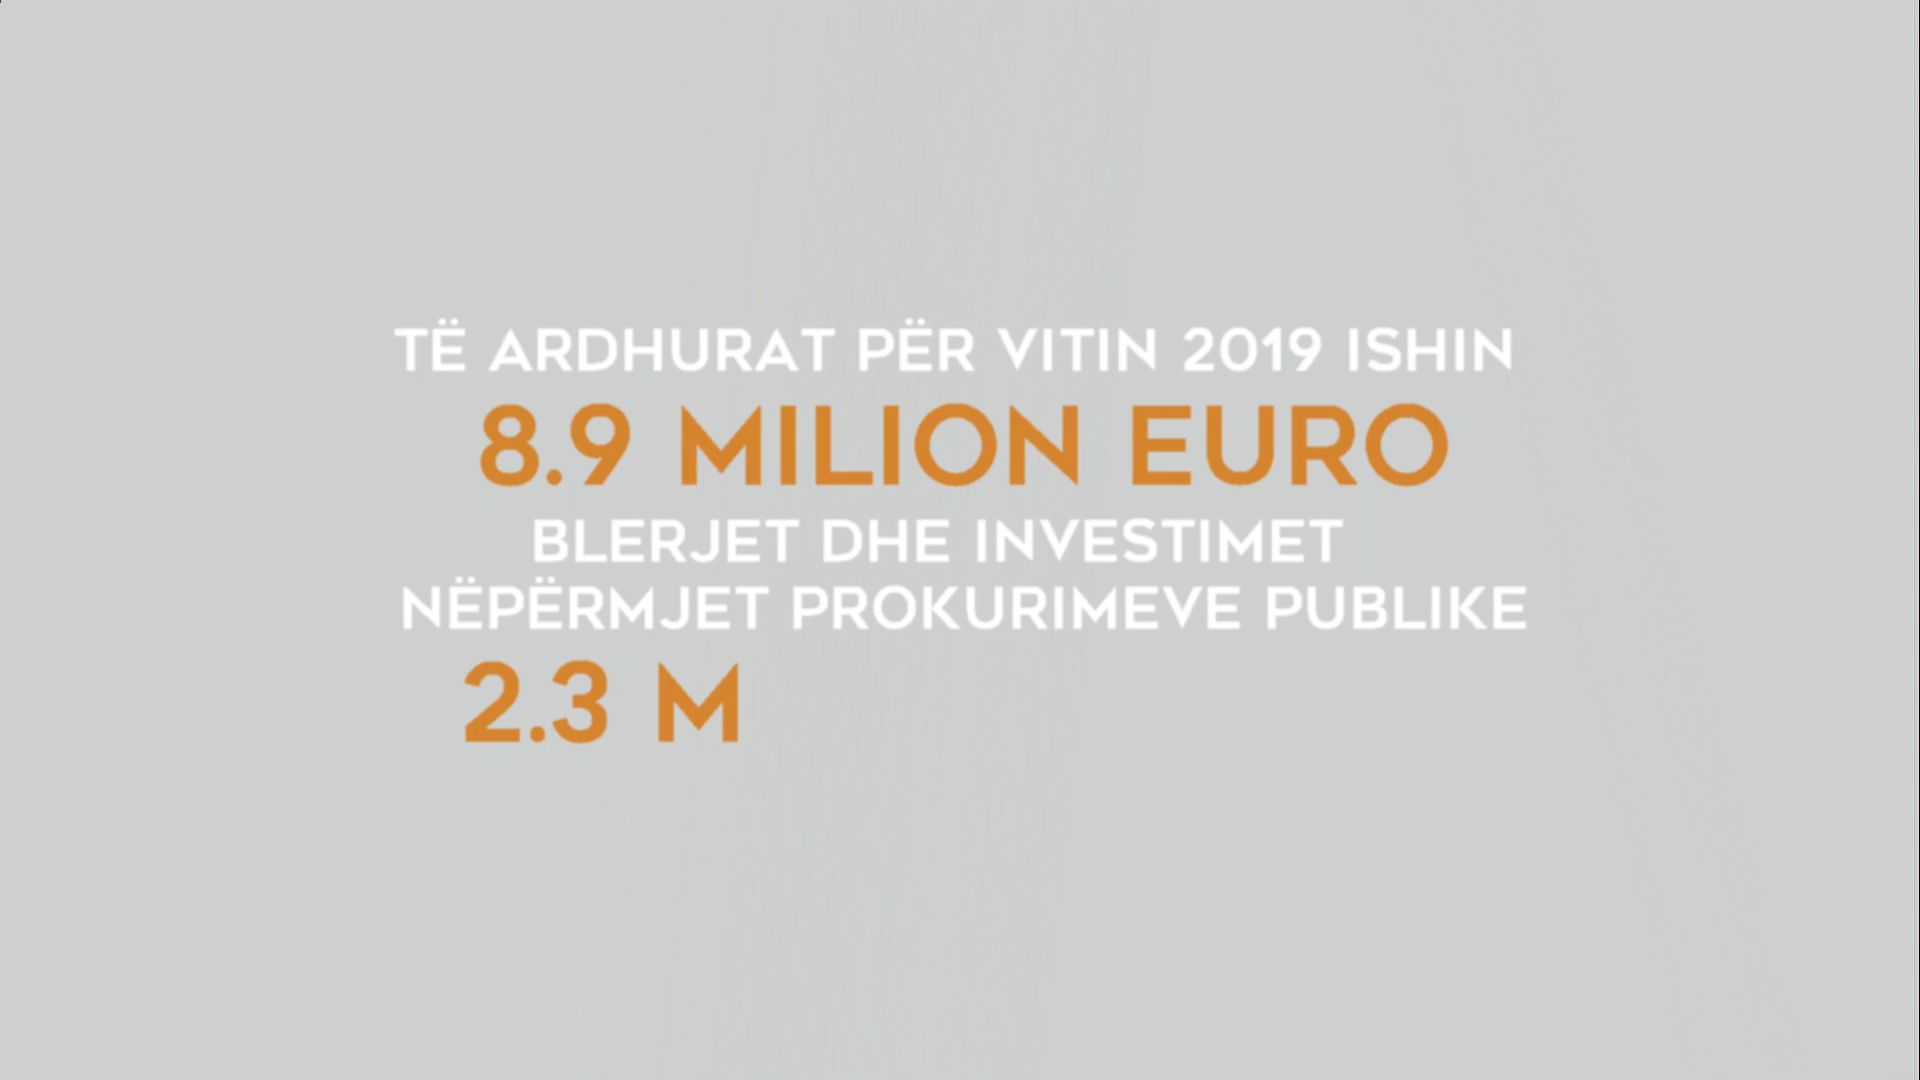 TË ARDHURAT PËR VITIN 2019 ISHIN
8.9 MILION EURO
BLERJET DHE INVESTIMET
NËPËRMJET PROKURIMEVE PUBLIKE
2.3 M